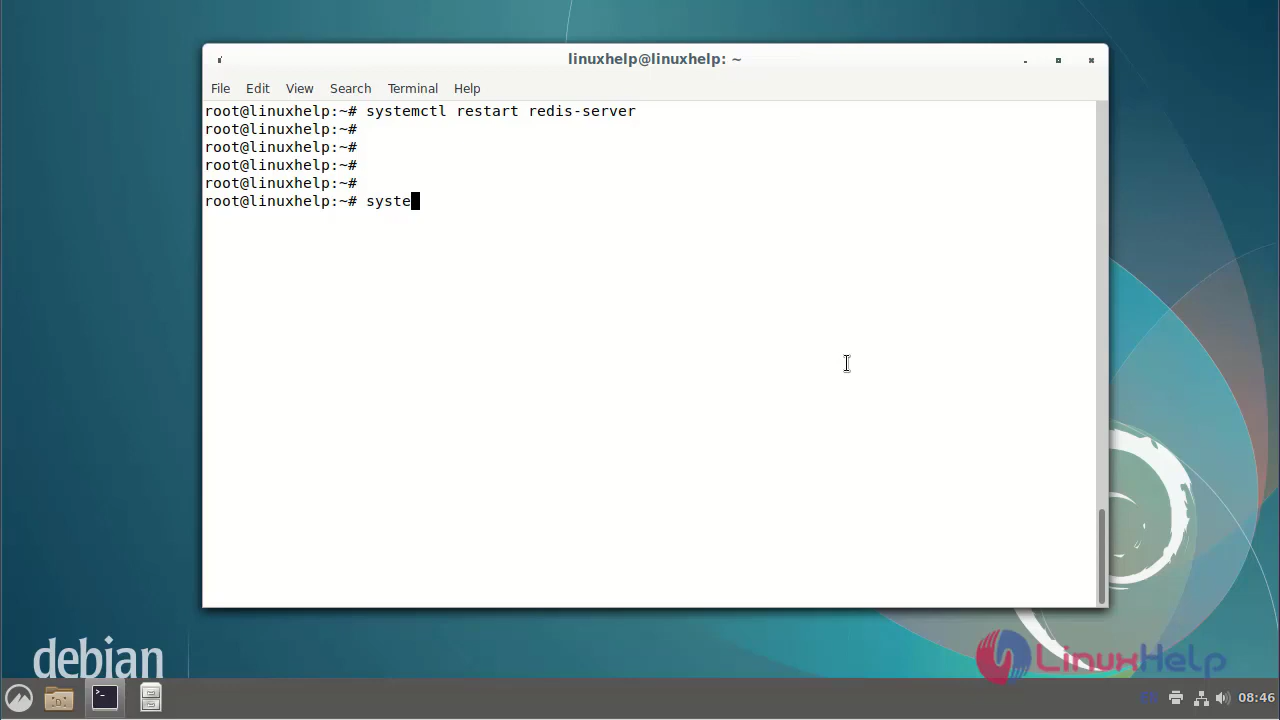 linuxhelp@linuxhelp: ~
File Edit View Search Terminal Help
root@linuxhelp:~# systemctl restart redis-server
root@linuxhelp:~#
root@linuxhelp:~#
root@linuxhelp:~#
root@linuxhelp:~#
root@linuxhelp:~# syste
debian
LinuxHelp
08:46